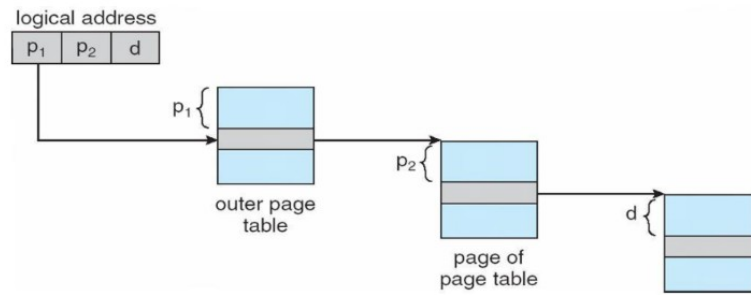 logical address
p₁ p₂ d
p₁
outer page
table
p₂
page of
page table
d